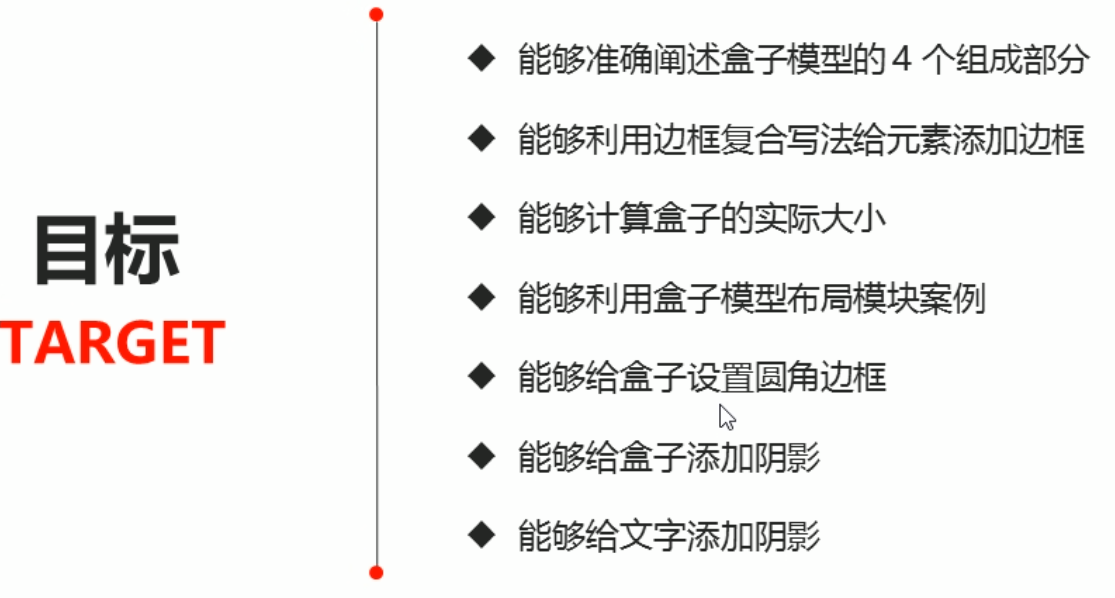 目标
TARGET
◆ 能够准确阐述盒子模型的 4 个组成部分
◆ 能够利用边框复合写法给元素添加边框
◆ 能够计算盒子的实际大小
◆ 能够利用盒子模型布局模块案例
◆ 能够给盒子设置圆角边框
◆ 能够给盒子添加阴影
◆ 能够给文字添加阴影